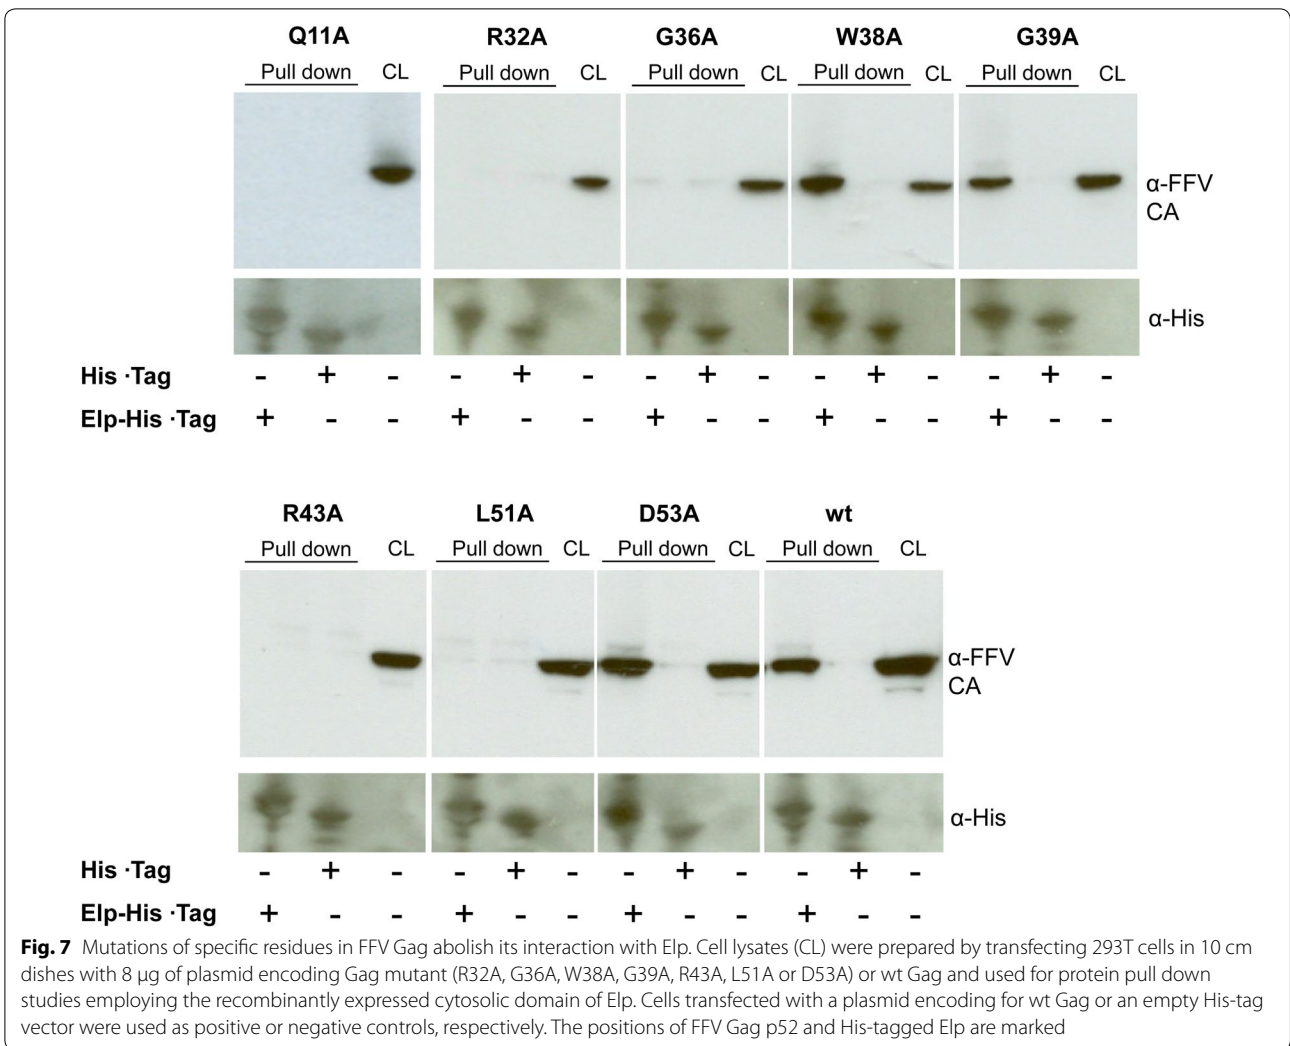 Q11A R32A G36A W38A G39A
Pull down CL Pull down CL Pull down CL Pull down CL Pull down CL
α-FFV
CA
α-His
His ·Tag - + - - + - - + - - + - - + -
Elp-His ·Tag + - - + - - + - - + - - + - -
R43A L51A D53A wt
Pull down CL Pull down CL Pull down CL Pull down CL
α-FFV
CA
α-His
His ·Tag - + - - + - - + - - + -
Elp-His ·Tag + - - + - - + - - + - -
Fig. 7 Mutations of specific residues in FFV Gag abolish its interaction with Elp. Cell lysates (CL) were prepared by transfecting 293T cells in 10 cm
dishes with 8 µg of plasmid encoding Gag mutant (R32A, G36A, W38A, G39A, R43A, L51A or D53A) or wt Gag and used for protein pull down
studies employing the recombinantly expressed cytosolic domain of Elp. Cells transfected with a plasmid encoding for wt Gag or an empty His-tag
vector were used as positive or negative controls, respectively. The positions of FFV Gag p52 and His-tagged Elp are marked